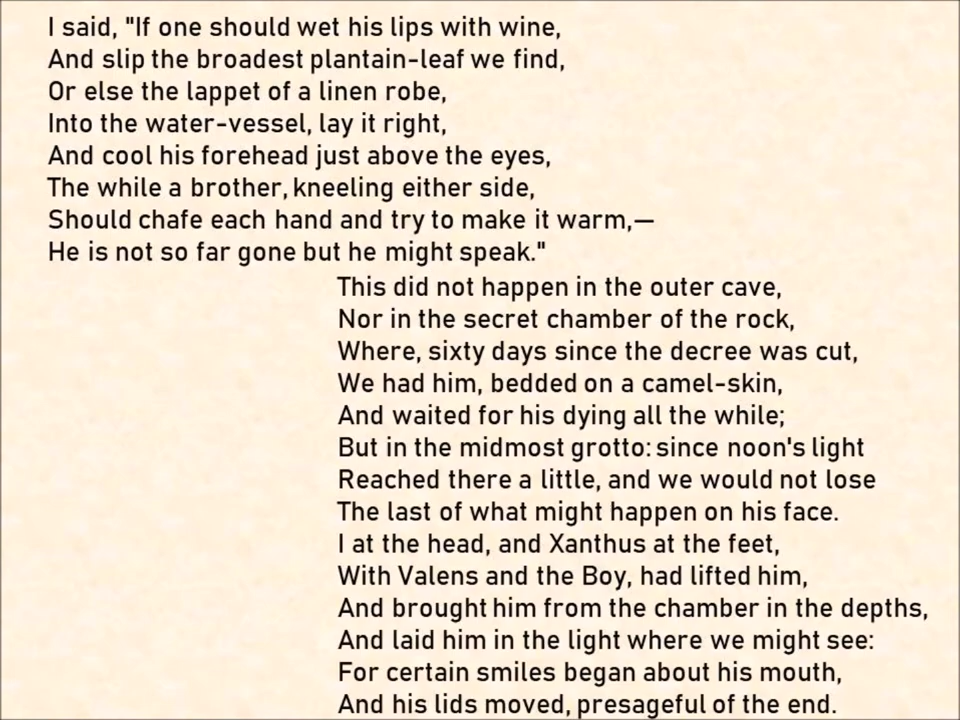 I said, "If one should wet his lips with wine,
And slip the broadest plantain-leaf we find,
Or else the lappet of a linen robe,
Into the water-vessel, lay it right,
And cool his forehead just above the eyes,
The while a brother, kneeling either side,
Should chafe each hand and try to make it warm,—
He is not so far gone but he might speak."
This did not happen in the outer cave,
Nor in the secret chamber of the rock,
Where, sixty days since the decree was cut,
We had him, bedded on a camel-skin,
And waited for his dying all the while;
But in the midmost grotto: since noon's light
Reached there a little, and we would not lose
The last of what might happen on his face.
I at the head, and Xanthus at the feet,
With Valens and the Boy, had lifted him,
And brought him from the chamber in the depths,
And laid him in the light where we might see:
For certain smiles began about his mouth,
And his lids moved, presageful of the end.